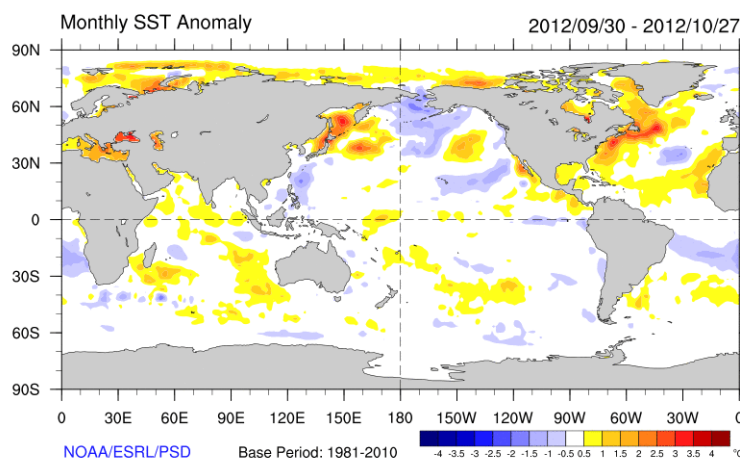 Monthly SST Anomaly 2012/09/30 - 2012/10/27
90N
60N
30N
0
30S
60S
90S
0 30E 60E 90E 120E 150E 180 150W 120W 90W 60W 30W 0
NOAA/ESRL/PSD Base Period: 1981-2010
-4 -3.5 -3 -2.5 -2 -1.5 -1 -0.5 0.5 1 1.5 2 2.5 3 3.5 4 °C